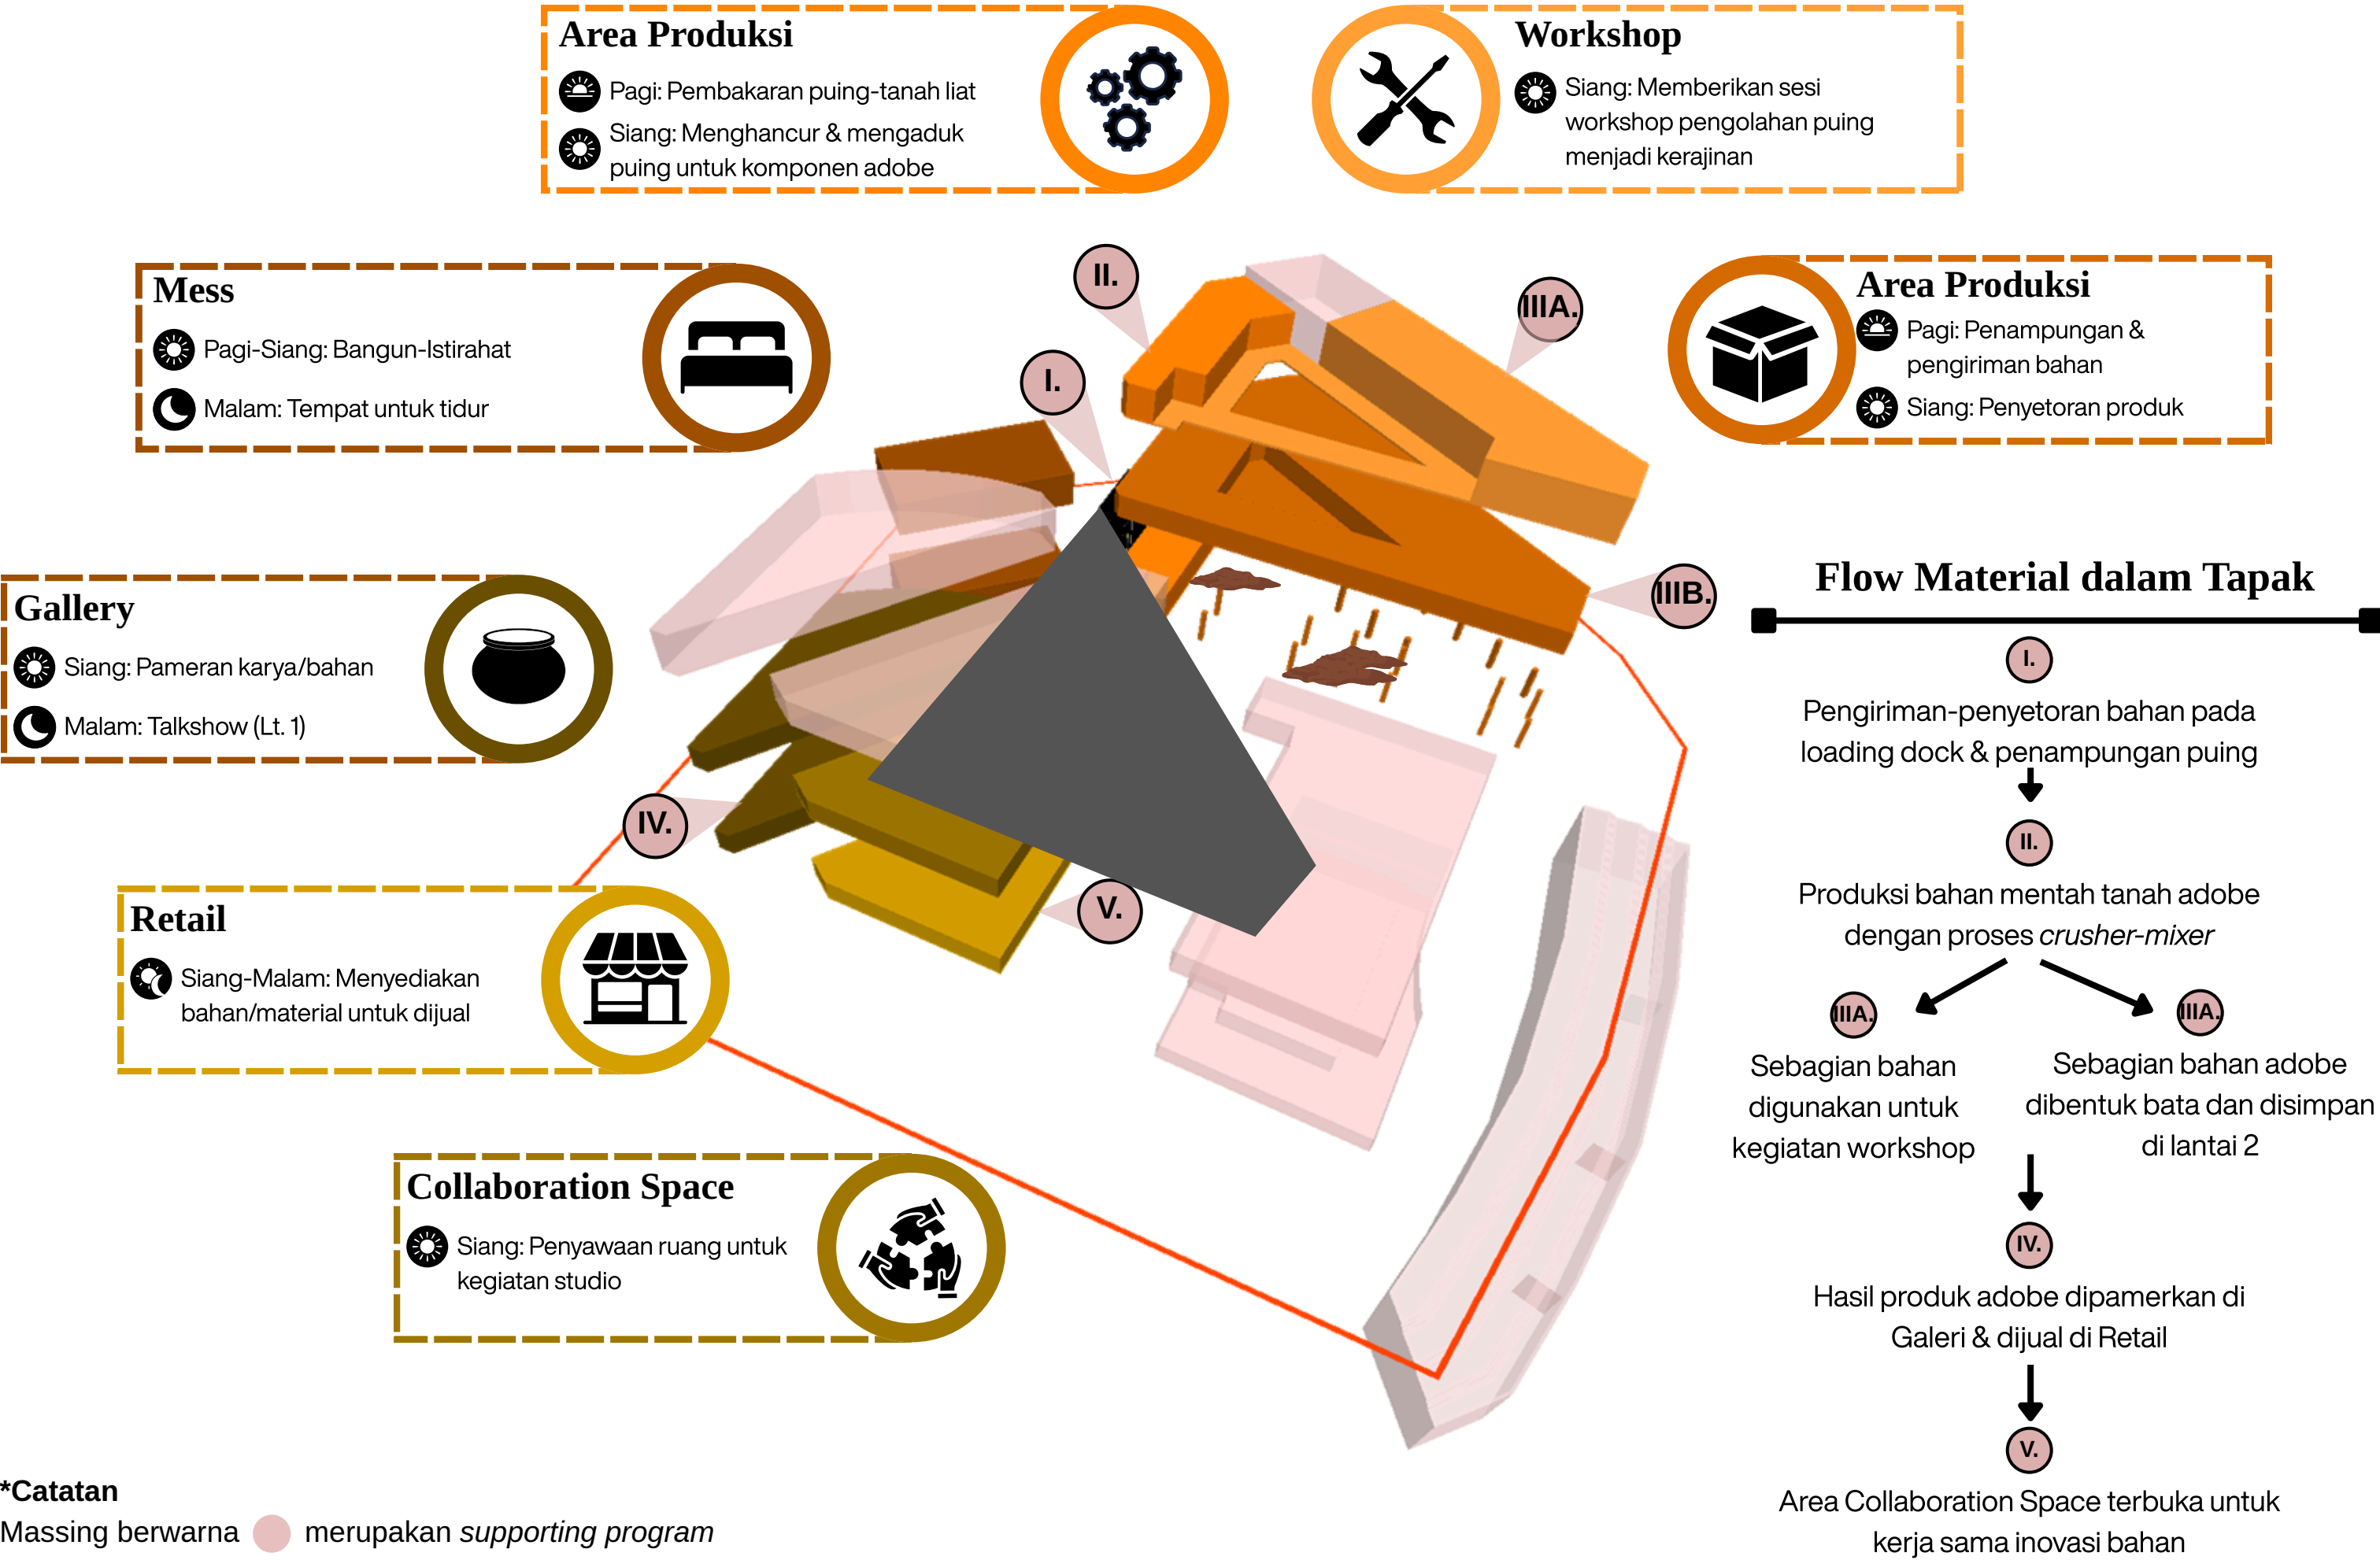 Area Produksi
Pagi: Pembakaran puing-tanah liat
Siang: Menghancur & mengaduk
puing untuk komponen adobe
Workshop
Siang: Memberikan sesi
workshop pengolahan puing
menjadi kerajinan
Mess
Pagi-Siang: Bangun-Istirahat
Malam: Tempat untuk tidur
Area Produksi
Pagi: Penampungan &
pengiriman bahan
Siang: Penyetoran produk
II.
I.
IIIA.
IIIB.
IV.
V.
Gallery
Siang: Pameran karya/bahan
Malam: Talkshow (Lt. 1)
Retail
Siang-Malam: Menyediakan
bahan/material untuk dijual
Collaboration Space
Siang: Penyawaan ruang untuk
kegiatan studio
Flow Material dalam Tapak
I.
Pengiriman-penyetoran bahan pada
loading dock & penampungan puing
II.
Produksi bahan mentah tanah adobe
dengan proses crusher-mixer
IIIA.
Sebagian bahan
digunakan untuk
kegiatan workshop
IIIA.
Sebagian bahan adobe
dibentuk bata dan disimpan
di lantai 2
IV.
Hasil produk adobe dipamerkan di
Galeri & dijual di Retail
V.
Area Collaboration Space terbuka untuk
kerja sama inovasi bahan
*Catatan
Massing berwarna merupakan supporting program